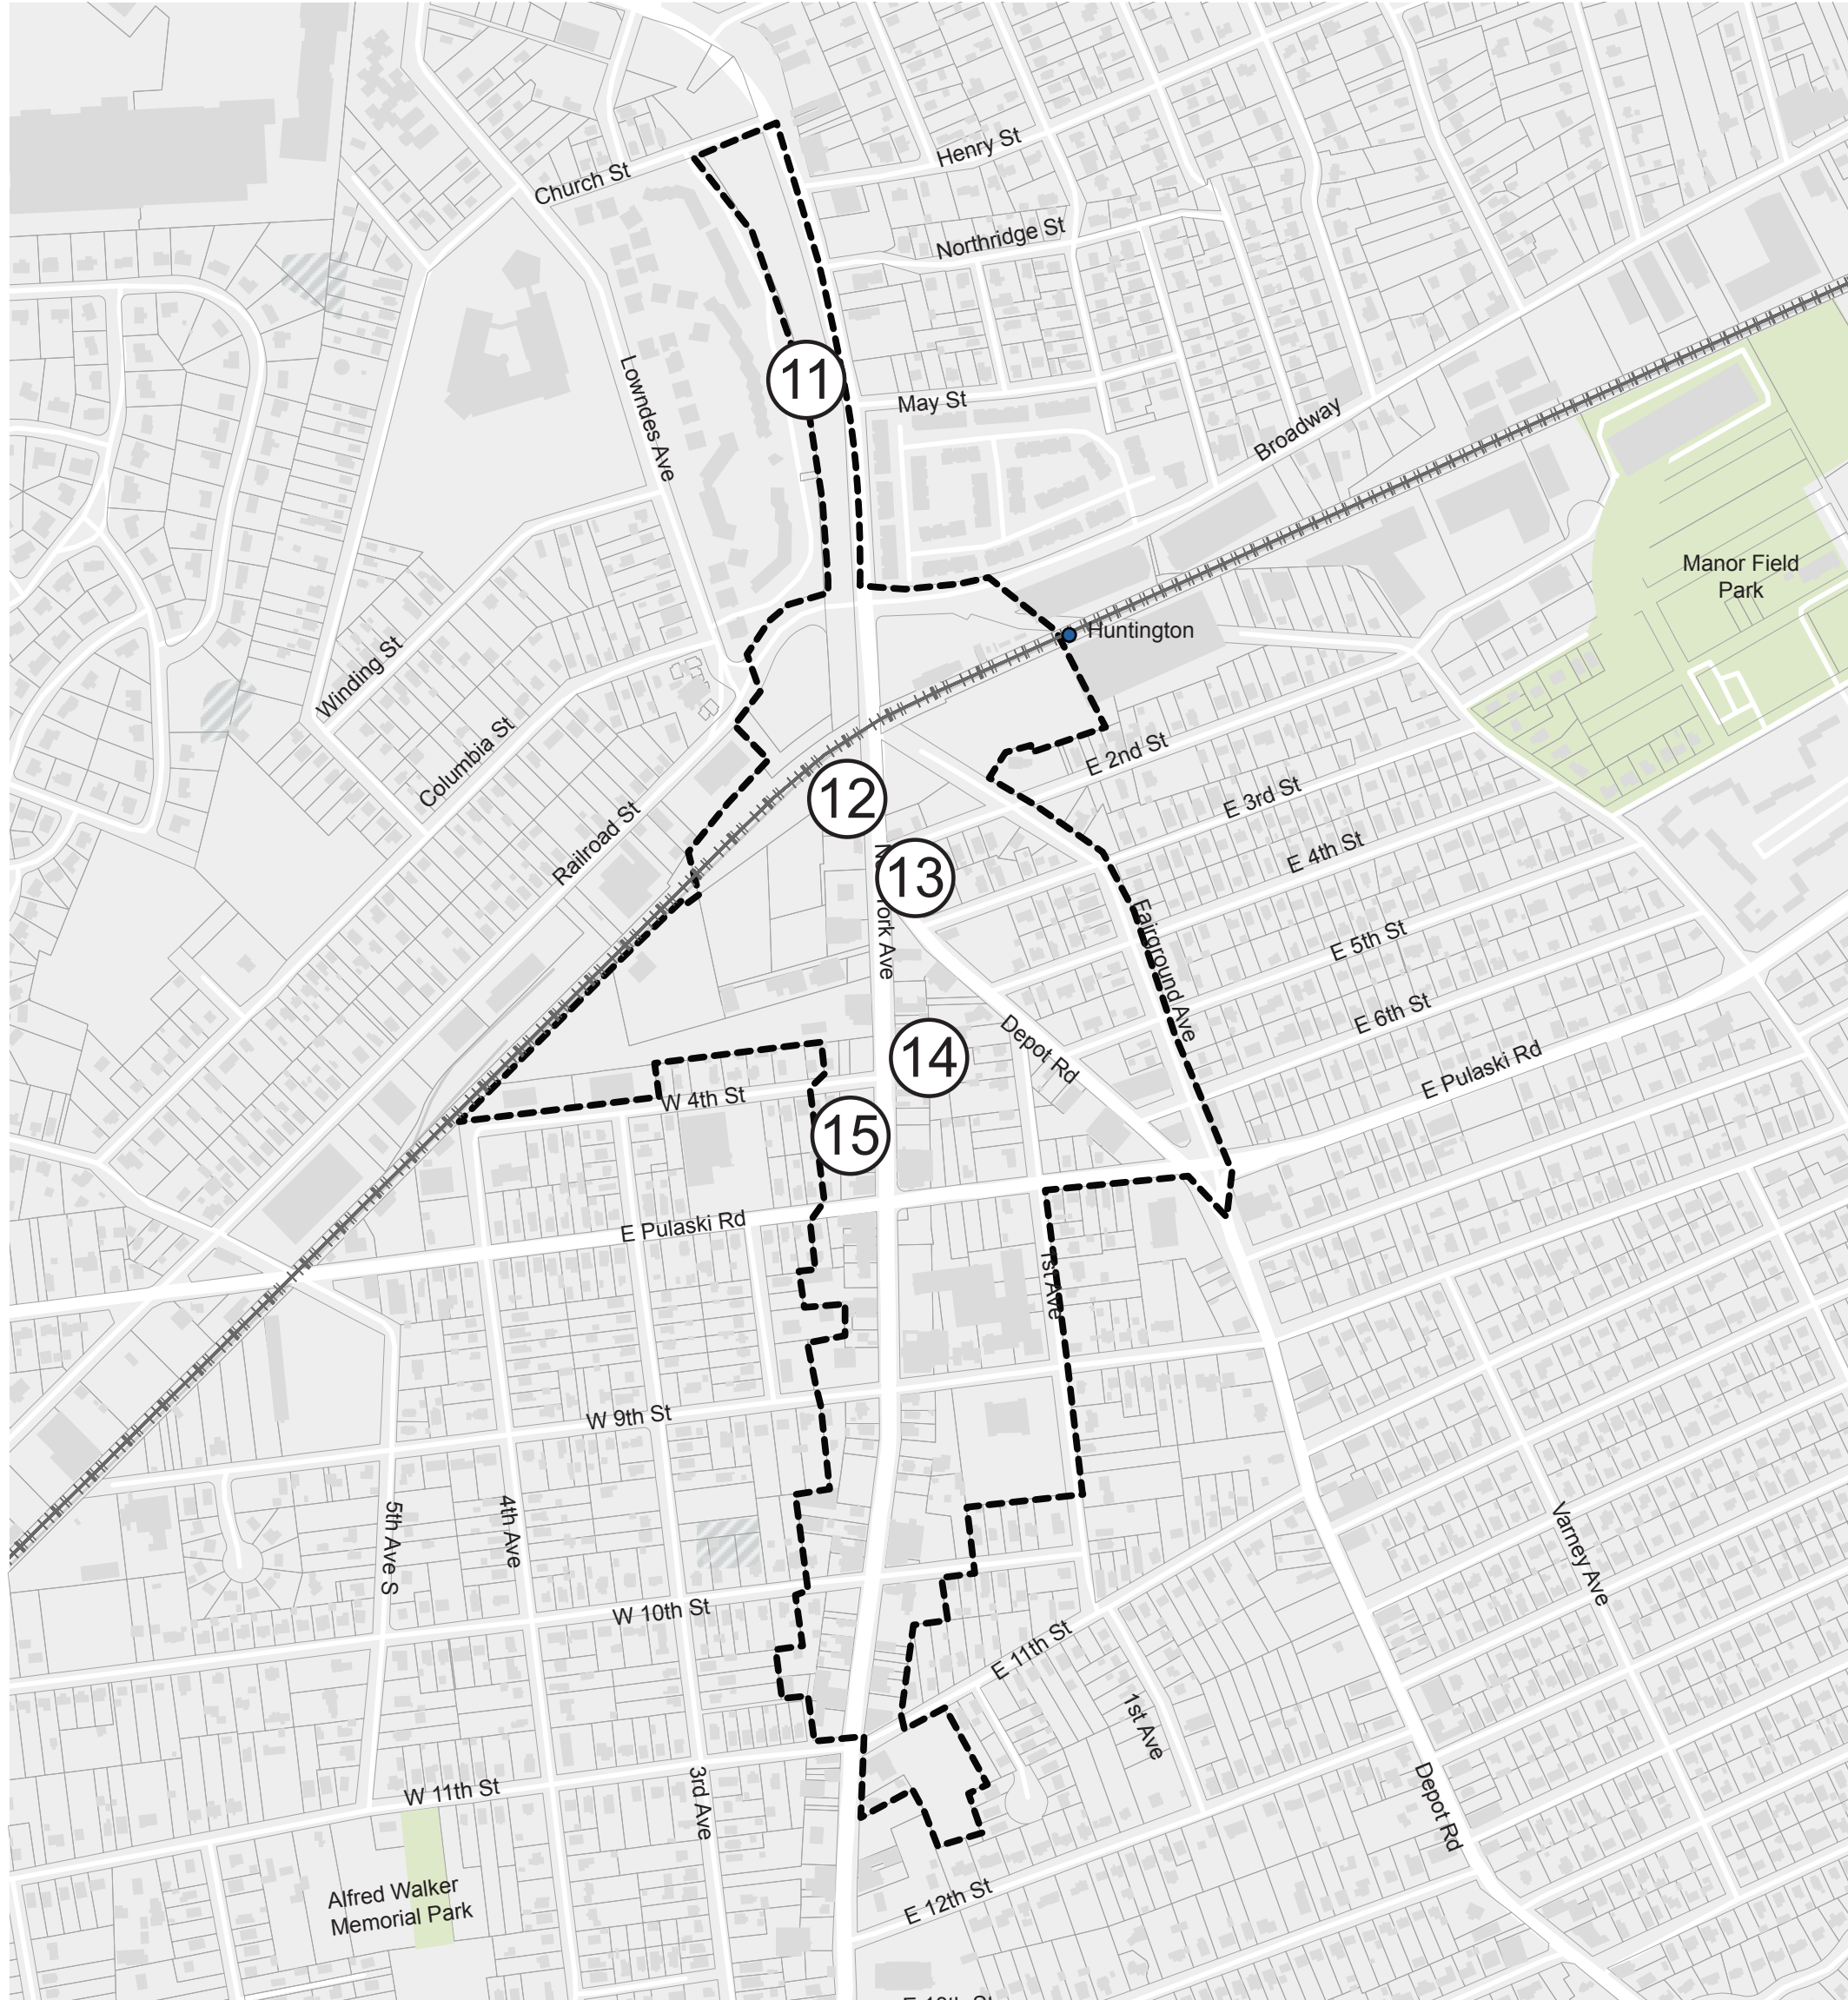 Henry St
Church St
Northridge St
11
May St
Lowndes Ave
Broadway
Manor Field
Park
Huntington
Winding St
Columbia St
E 2nd St
12
E 3rd St
Railroad St
13
E 4th St
York Ave
Fairground Ave
E 5th St
E 6th St
14
Depot Rd
E Pulaski Rd
W 4th St
15
E Pulaski Rd
1st Ave
W 9th St
5th Ave S
4th Ave
Varney Ave
W 10th St
E 11th St
1st Ave
W 11th St
3rd Ave
Depot Rd
Alfred Walker
Memorial Park
E 12th St